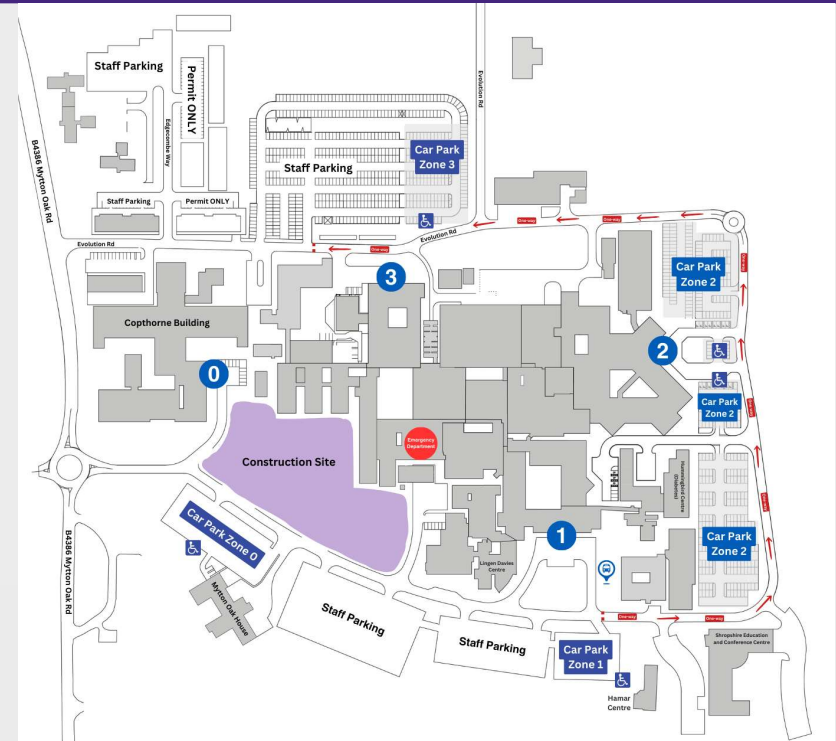 Staff Parking
Permit ONLY
Edgecombe Way
Evolution Rd
B4386 Mytton Oak Rd
Staff Parking
Car Park
Zone 3
Staff Parking
Permit ONLY
Evolution Rd
Evolution Rd
One-way
One-way
One-way
One-way
3
Car Park
Zone 2
One-way
Copthorne Building
0
2
Car Park
Zone 2
One-way
Emergency
Department
Construction Site
Hummingbird Centre
(Diabetes)
One-way
Car Park Zone 0
1
Car Park
Zone 2
B4386 Mytton Oak Rd
Lingen Davies
Centre
Mytton Oak House
Staff Parking
One-way
One-way
Staff Parking
Car Park
Zone 1
Shropshire Education
and Conference Centre
Hamar
Centre